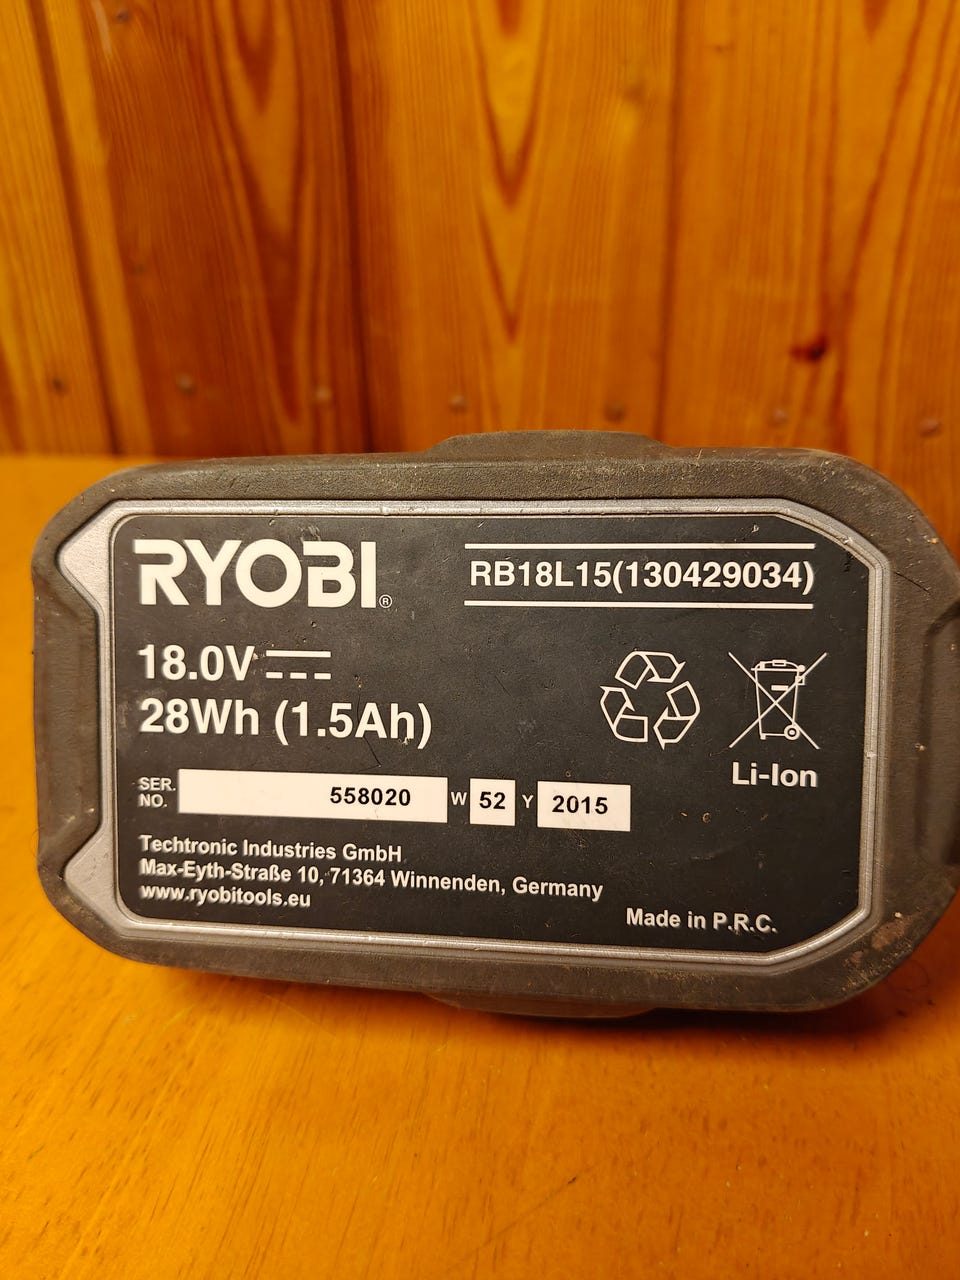 RYOBI®
RB18L15(130429034)
18.0V
28Wh (1.5Ah)
Li-Ion
SER. NO. 558020 W 52 Y 2015
Techtronic Industries GmbH
Max-Eyth-Straße 10, 71364 Winnenden, Germany
www.ryobitools.eu
Made in P.R.C.